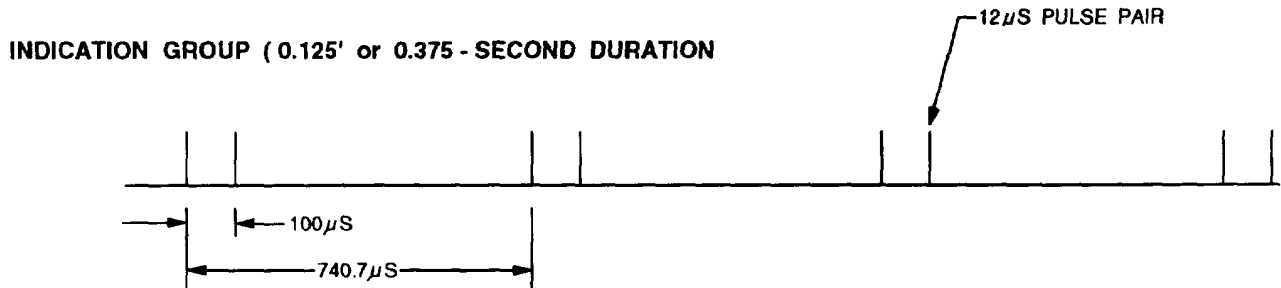 12μS PULSE PAIR
INDICATION GROUP ( 0.125' or 0.375 - SECOND DURATION
100μS
740.7μS